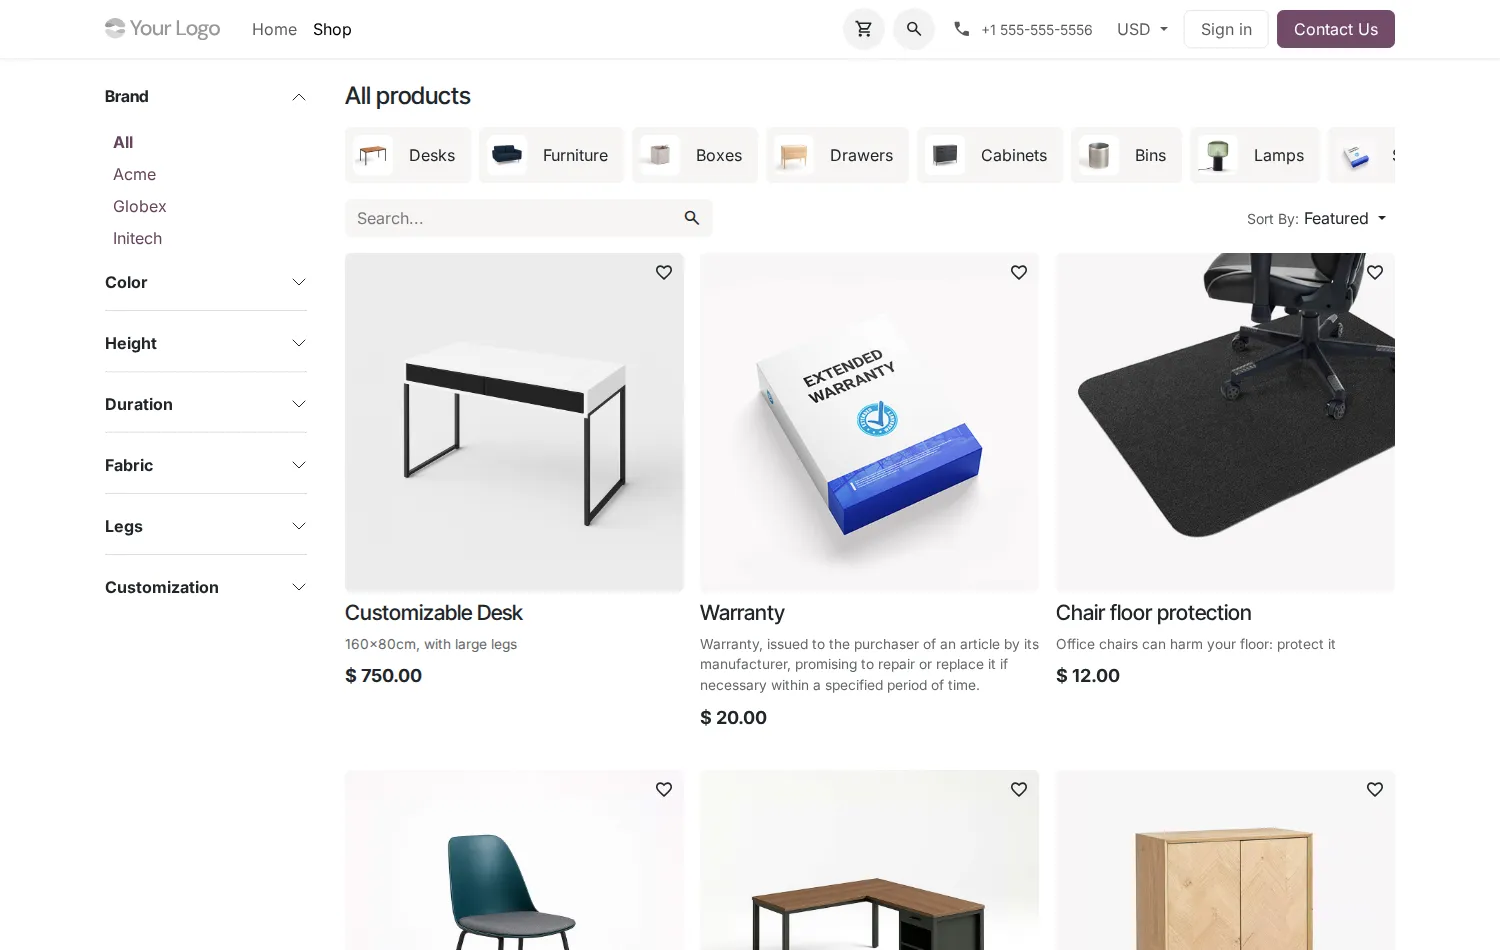 Your Logo
Home
Shop
+1 555-555-5556
USD
Sign in
Contact Us
Brand
All
Acme
Globex
Initech
Color
Height
Duration
Fabric
Legs
Customization
All products
Desks
Furniture
Boxes
Drawers
Cabinets
Bins
Lamps
Search...
Sort By: Featured
EXTENDED
WARRANTY
Customizable Desk
160x80cm, with large legs
$ 750.00
Warranty
Warranty, issued to the purchaser of an article by its
manufacturer, promising to repair or replace it if
necessary within a specified period of time.
$ 20.00
Chair floor protection
Office chairs can harm your floor: protect it
$ 12.00